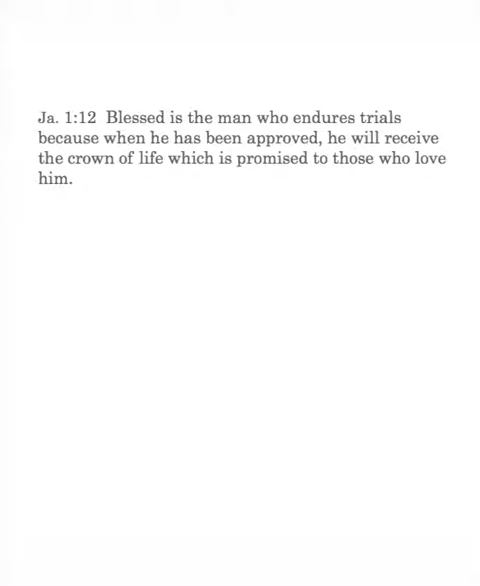 Ja. 1:12 Blessed is the man who endures trials
because when he has been approved, he will receive
the crown of life which is promised to those who love
him.